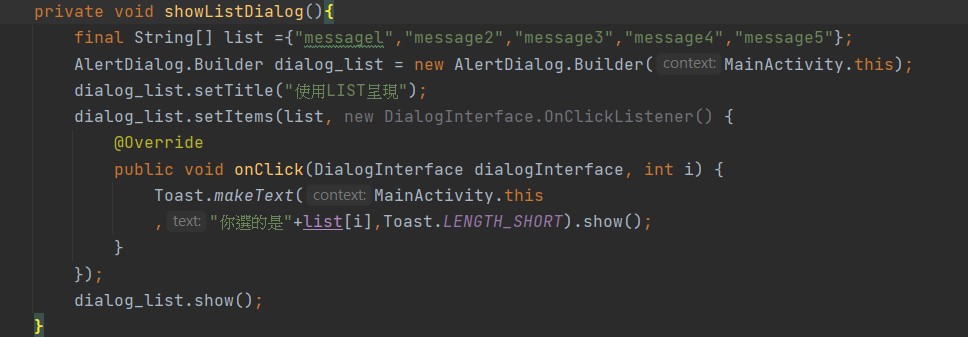 private void showListDialog(){
final String[] list ={"messagel","message2","message3","message4","message5"};
AlertDialog.Builder dialog_list = new AlertDialog.Builder( context: MainActivity.this);
dialog_list.setTitle("使用LIST呈現");
dialog_list.setItems(list, new DialogInterface.OnClickListener() {
@Override
public void onClick(DialogInterface dialogInterface, int i) {
Toast.makeText( context: MainActivity.this
, text: "你選的是"+list[i],Toast.LENGTH_SHORT).show();
}
});
dialog_list.show();
}